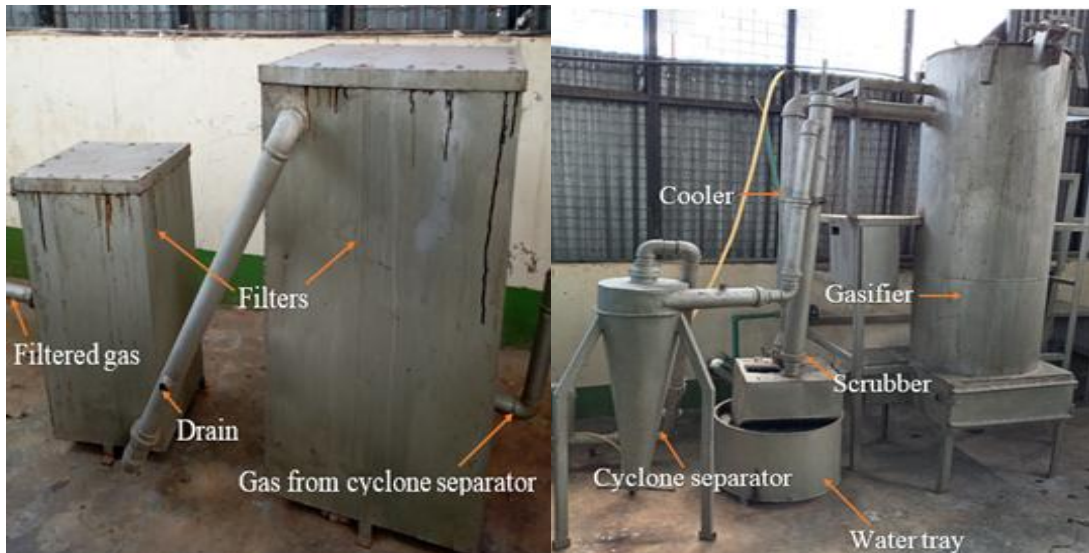 Filters
Filtered gas
Drain
Gas from cyclone separator
Cooler
Gasifier
Scrubber
Cyclone separator
Water tray